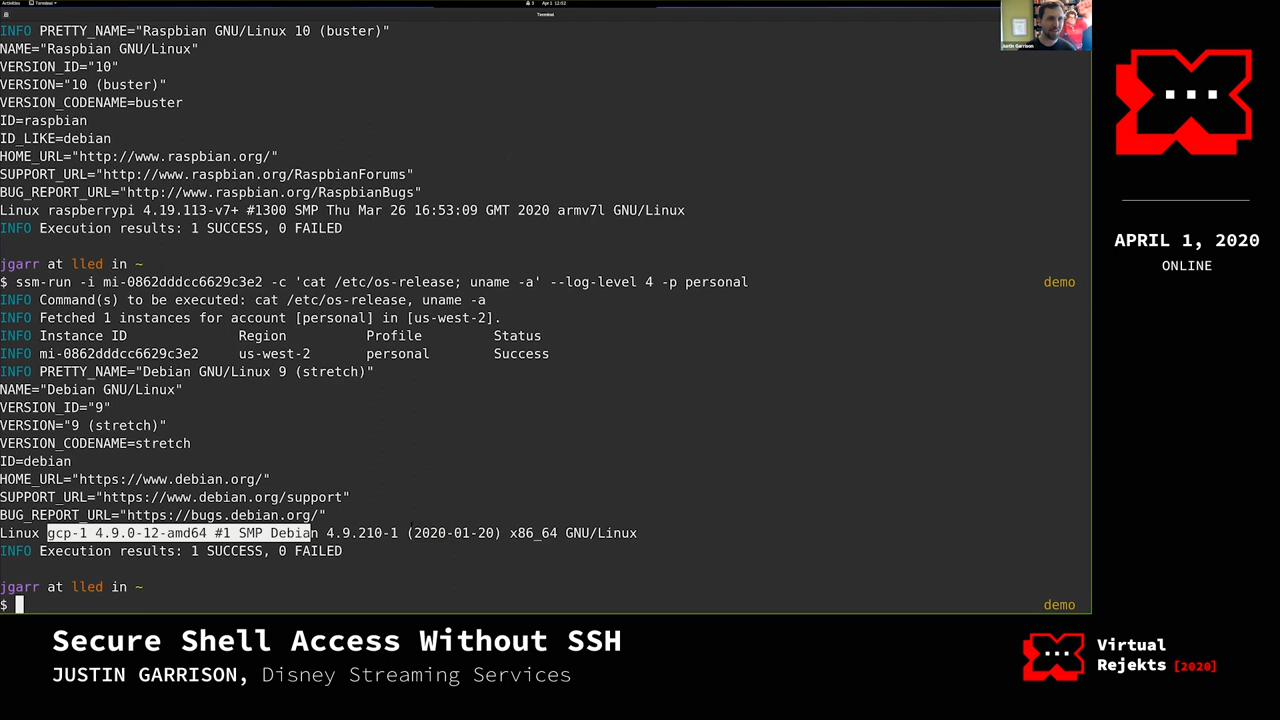 Activities Terminal 3 Apr 1 12:52
Terminal
INFO PRETTY_NAME="Raspbian GNU/Linux 10 (buster)"
NAME="Raspbian GNU/Linux"
VERSION_ID="10"
VERSION="10 (buster)"
VERSION_CODENAME=buster
ID=raspbian
ID_LIKE=debian
HOME_URL="http://www.raspbian.org/"
SUPPORT_URL="http://www.raspbian.org/RaspbianForums"
BUG_REPORT_URL="http://www.raspbian.org/RaspbianBugs"
Linux raspberrypi 4.19.113-v7+ #1300 SMP Thu Mar 26 16:53:09 GMT 2020 armv7l GNU/Linux
INFO Execution results: 1 SUCCESS, 0 FAILED
jgarr at lled in ~
$ ssm-run -i mi-0862dddcc6629c3e2 -c 'cat /etc/os-release; uname -a' --log-level 4 -p personal demo
INFO Command(s) to be executed: cat /etc/os-release, uname -a
INFO Fetched 1 instances for account [personal] in [us-west-2].
INFO Instance ID Region Profile Status
INFO mi-0862dddcc6629c3e2 us-west-2 personal Success
INFO PRETTY_NAME="Debian GNU/Linux 9 (stretch)"
NAME="Debian GNU/Linux"
VERSION_ID="9"
VERSION="9 (stretch)"
VERSION_CODENAME=stretch
ID=debian
HOME_URL="https://www.debian.org/"
SUPPORT_URL="https://www.debian.org/support"
BUG_REPORT_URL="https://bugs.debian.org/"
Linux gcp-1 4.9.0-12-amd64 #1 SMP Debian 4.9.210-1 (2020-01-20) x86_64 GNU/Linux
INFO Execution results: 1 SUCCESS, 0 FAILED
jgarr at lled in ~
$ demo
Justin Garrison
APRIL 1, 2020
ONLINE
Secure Shell Access Without SSH
JUSTIN GARRISON, Disney Streaming Services
Virtual
Rejekts [2020]